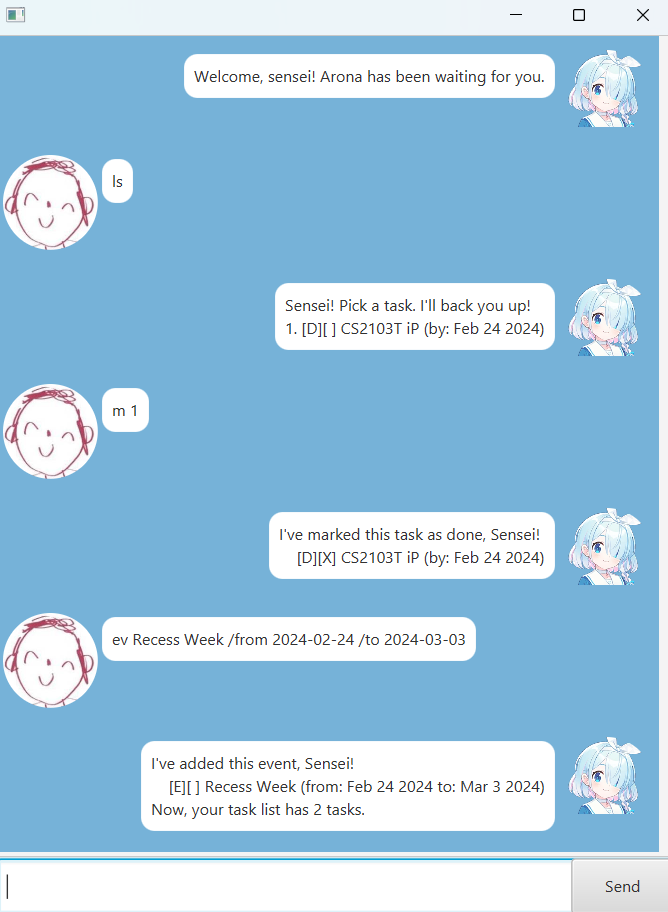 Welcome, sensei! Arona has been waiting for you.
ls
Sensei! Pick a task. I'll back you up!
1. [D][ ] CS2103T iP (by: Feb 24 2024)
m 1
I've marked this task as done, Sensei!
[D][X] CS2103T iP (by: Feb 24 2024)
ev Recess Week /from 2024-02-24 /to 2024-03-03
I've added this event, Sensei!
[E][ ] Recess Week (from: Feb 24 2024 to: Mar 3 2024)
Now, your task list has 2 tasks.
Send